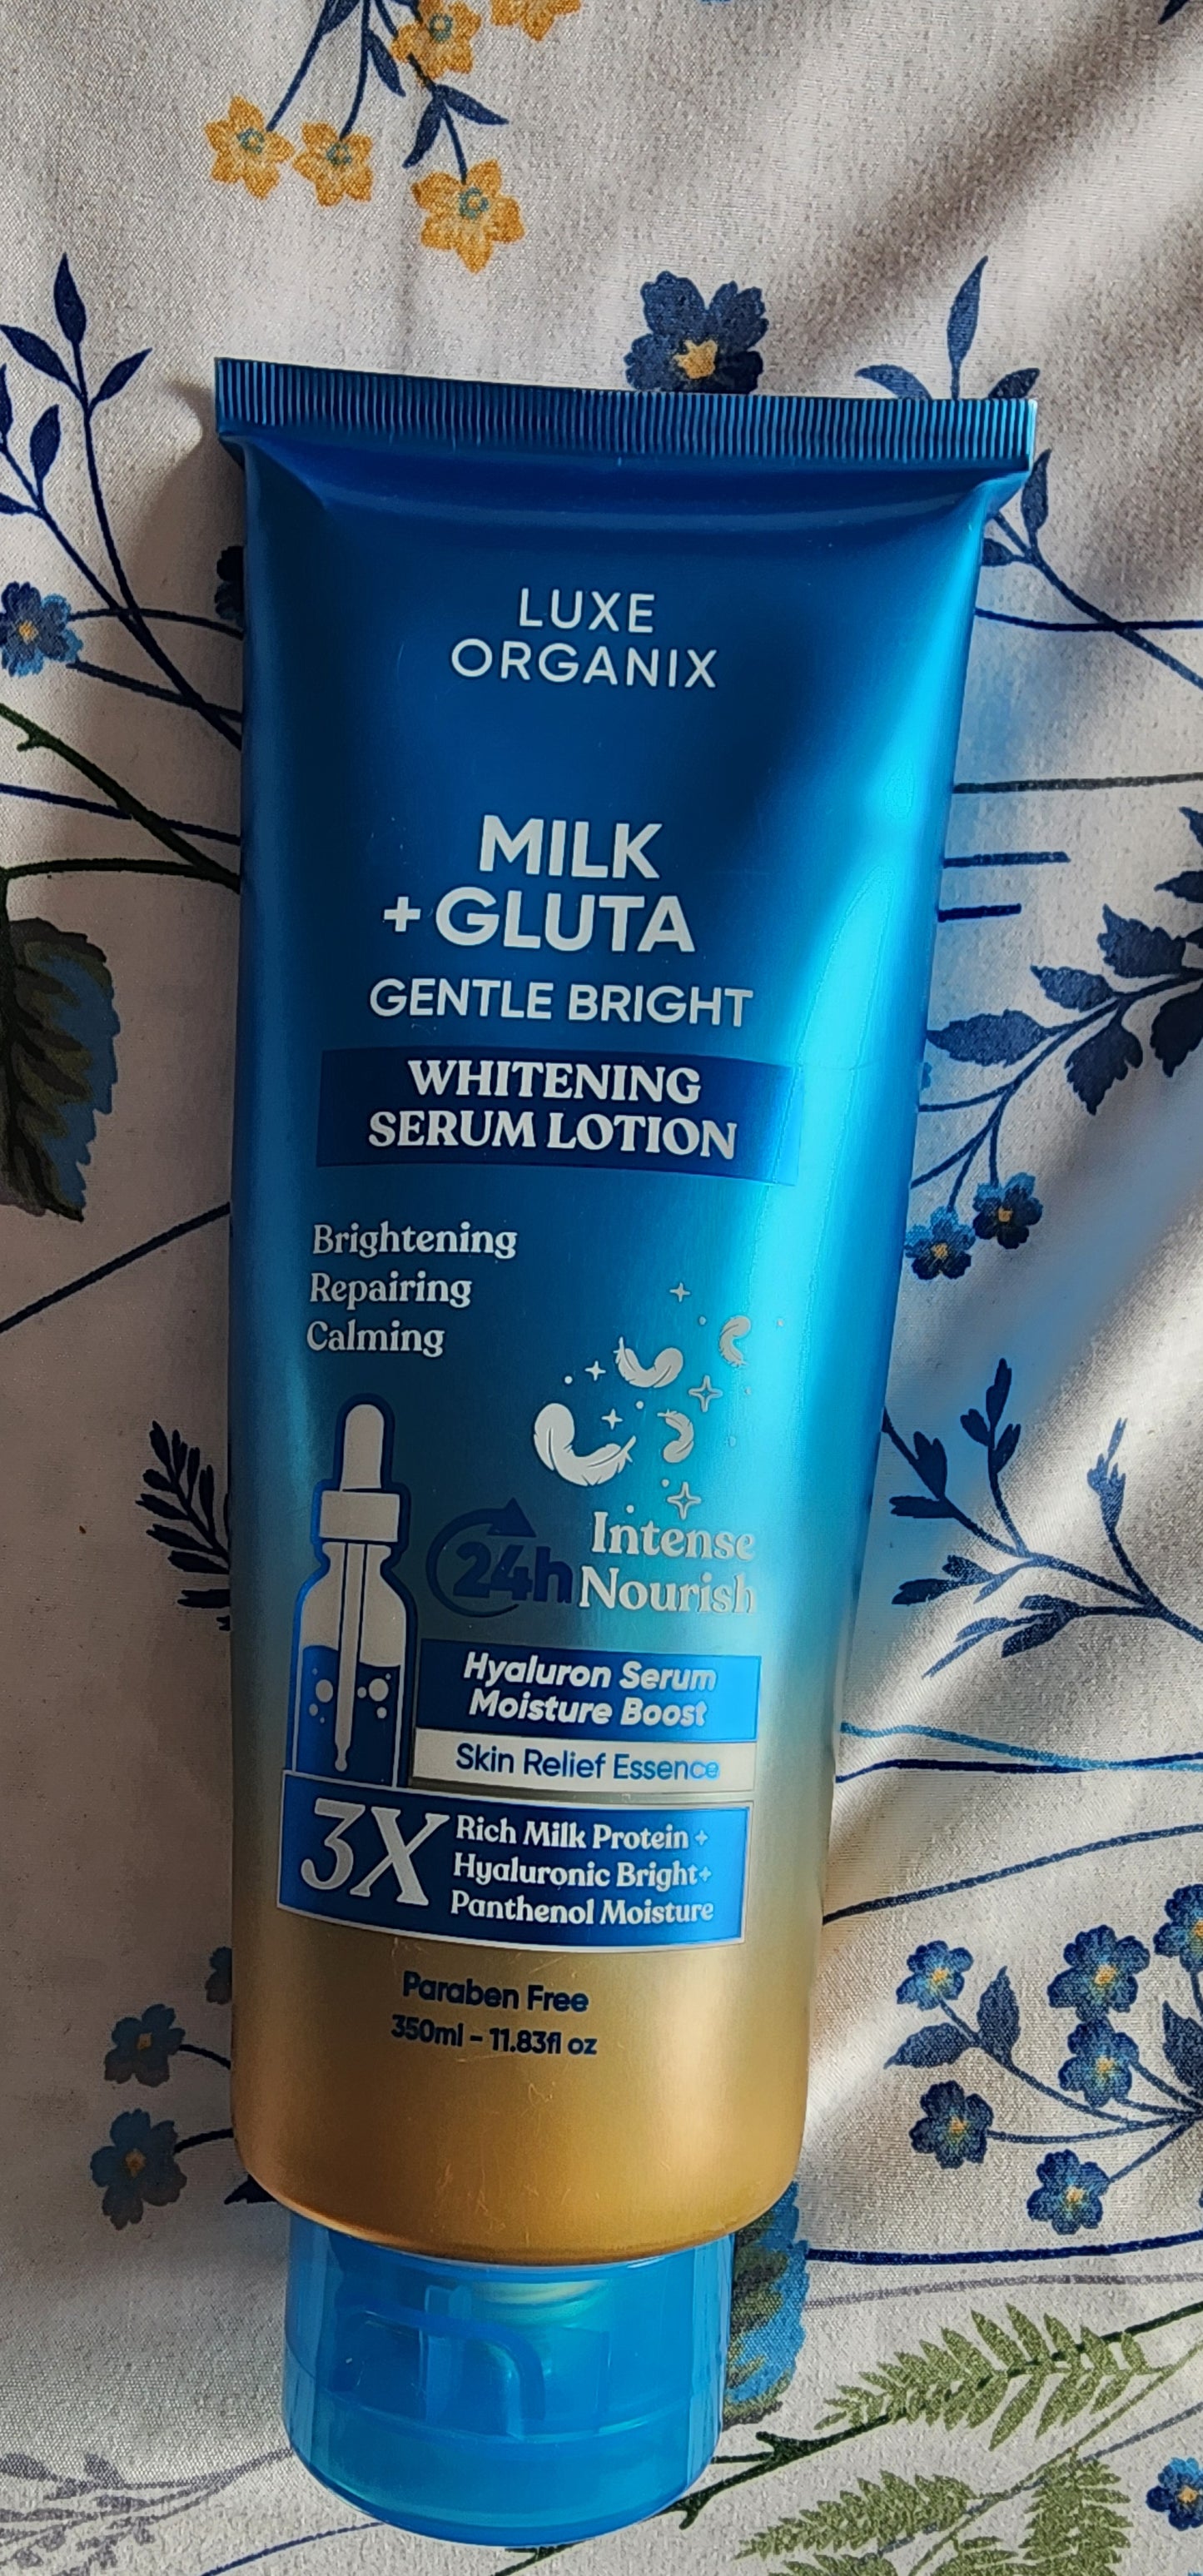 LUXE
ORGANIX
MILK
+GLUTA
GENTLE BRIGHT
WHITENING
SERUM LOTION
Brightening
Repairing
Calming
24h Intense
Nourish
Hyaluron Serum
Moisture Boost
Skin Relief Essence
3X
Rich Milk Protein +
Hyaluronic Bright+
Panthenol Moisture
Paraben Free
350ml - 11.83fl oz